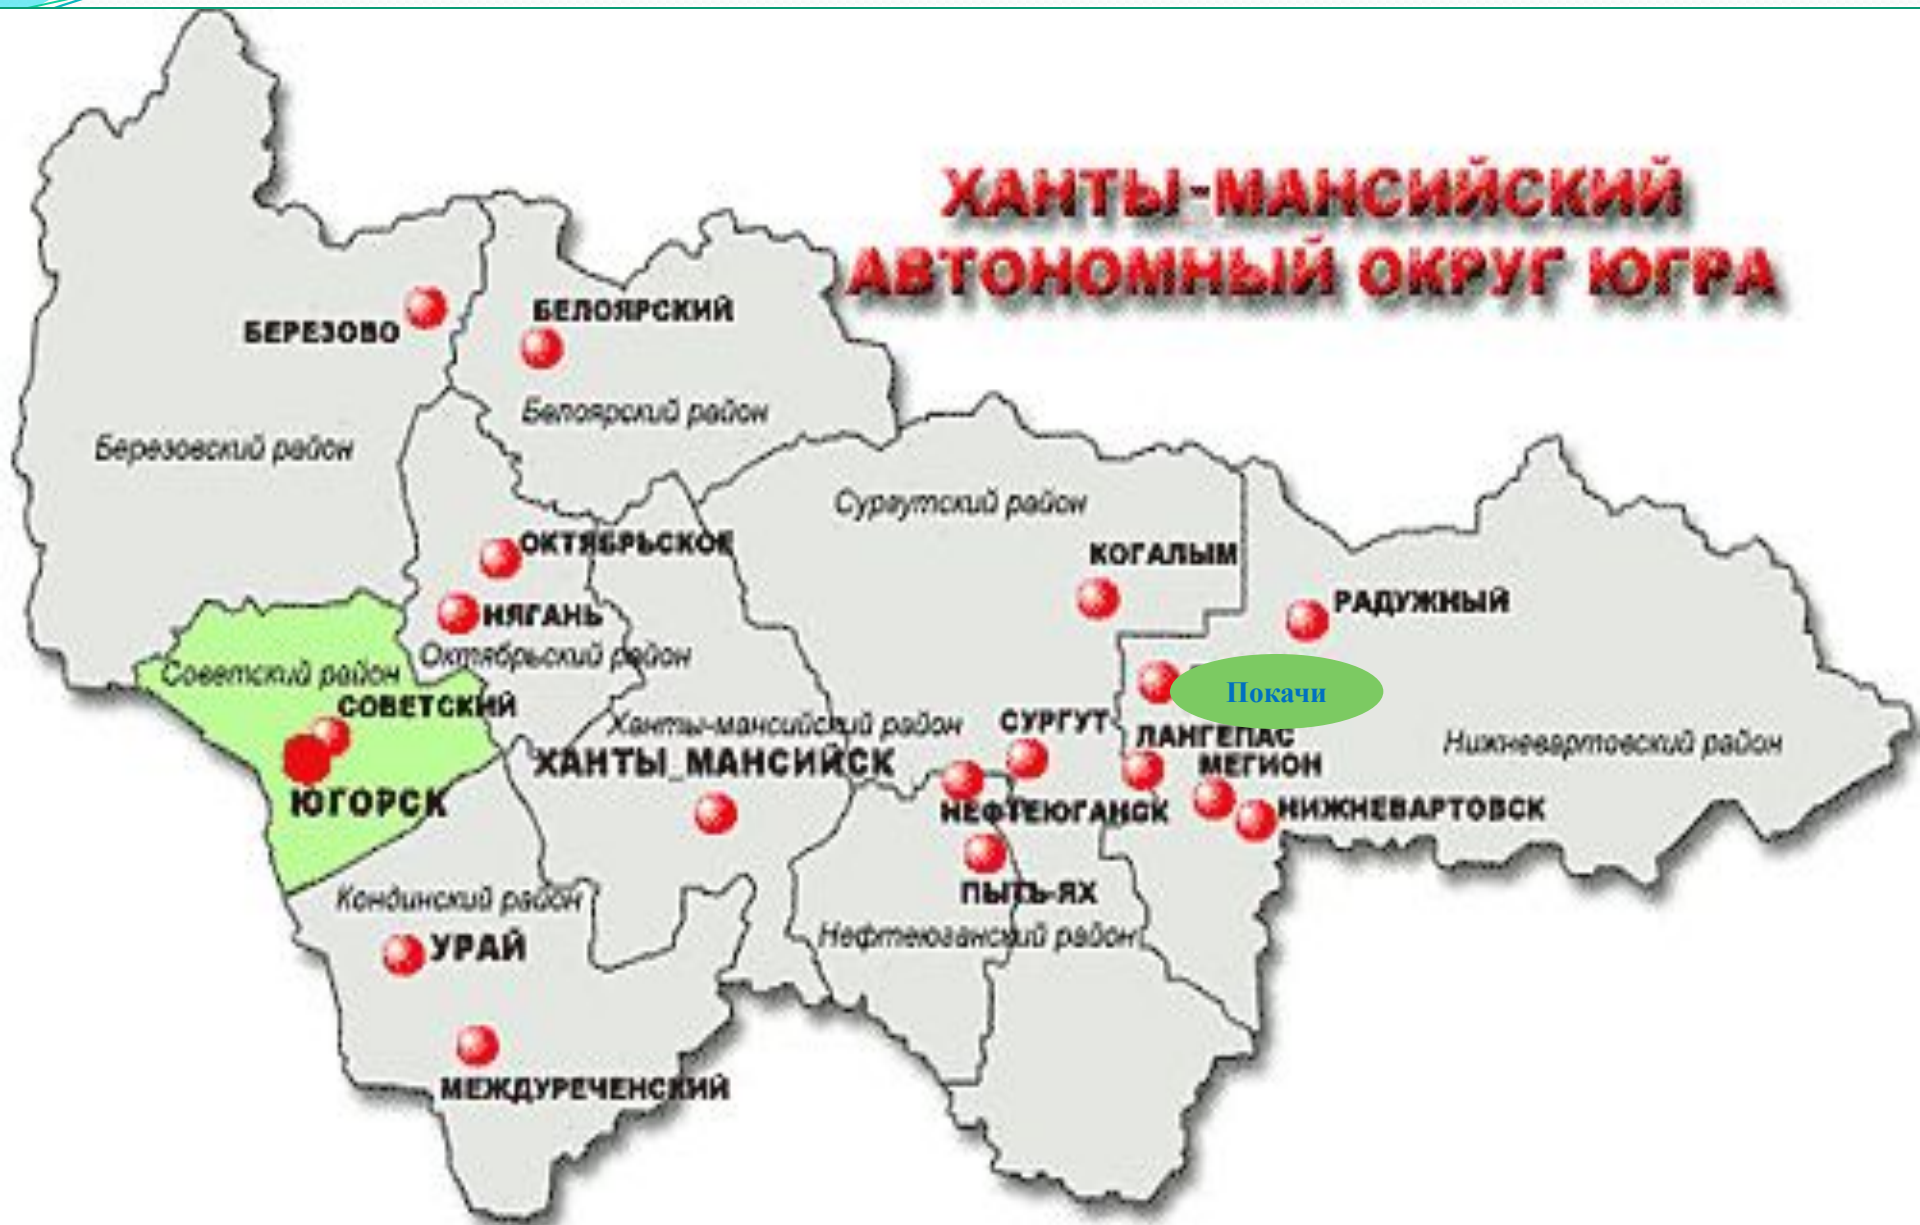 ХАНТЫ-МАНСИЙСКИЙ
АВТОНОМНЫЙ ОКРУГ ЮГРА
БЕРЕЗОВО
БЕЛОЯРСКИЙ
Белоярский район
Березовский район
Сургутский район
ОКТЯБРЬСКОЕ
КОГАЛЫМ
НЯГАНЬ
РАДУЖНЫЙ
Октябрьский район
Советский район
Покачи
СОВЕТСКИЙ
Ханты-мансийский район
СУРГУТ
ЛАНГЕПАС
Нижневартовский район
ХАНТЫ_МАНСИЙСК
МЕГИОН
ЮГОРСК
НЕФТЕЮГАНСК
НИЖНЕВАРТОВСК
ПЫТЬ-ЯХ
Кондинский район
Нефтеюганский район
УРАЙ
МЕЖДУРЕЧЕНСКИЙ